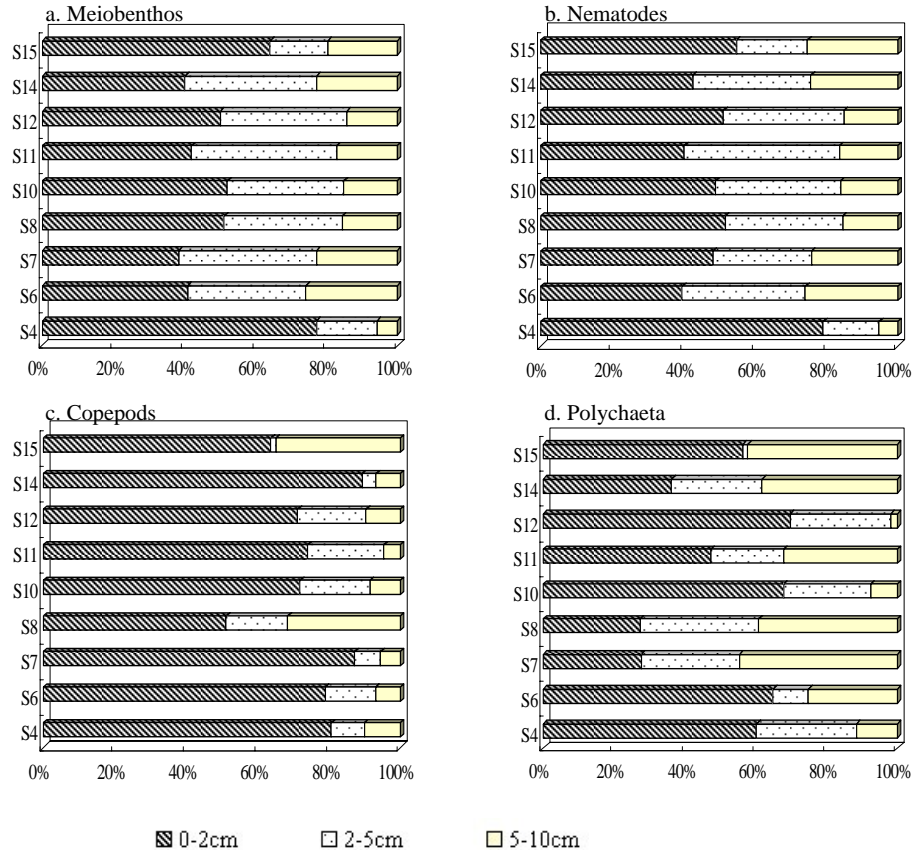 a. Meiobenthos
S15
S14
S12
S11
S10
S8
S7
S6
S4
0% 20% 40% 60% 80% 100%
b. Nematodes
S15
S14
S12
S11
S10
S8
S7
S6
S4
0% 20% 40% 60% 80% 100%
c. Copepods
S15
S14
S12
S11
S10
S8
S7
S6
S4
0% 20% 40% 60% 80% 100%
d. Polychaeta
S15
S14
S12
S11
S10
S8
S7
S6
S4
0% 20% 40% 60% 80% 100%
0-2cm 2-5cm 5-10cm